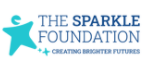 THE SPARKLE
FOUNDATION
CREATING BRIGHTER FUTURES